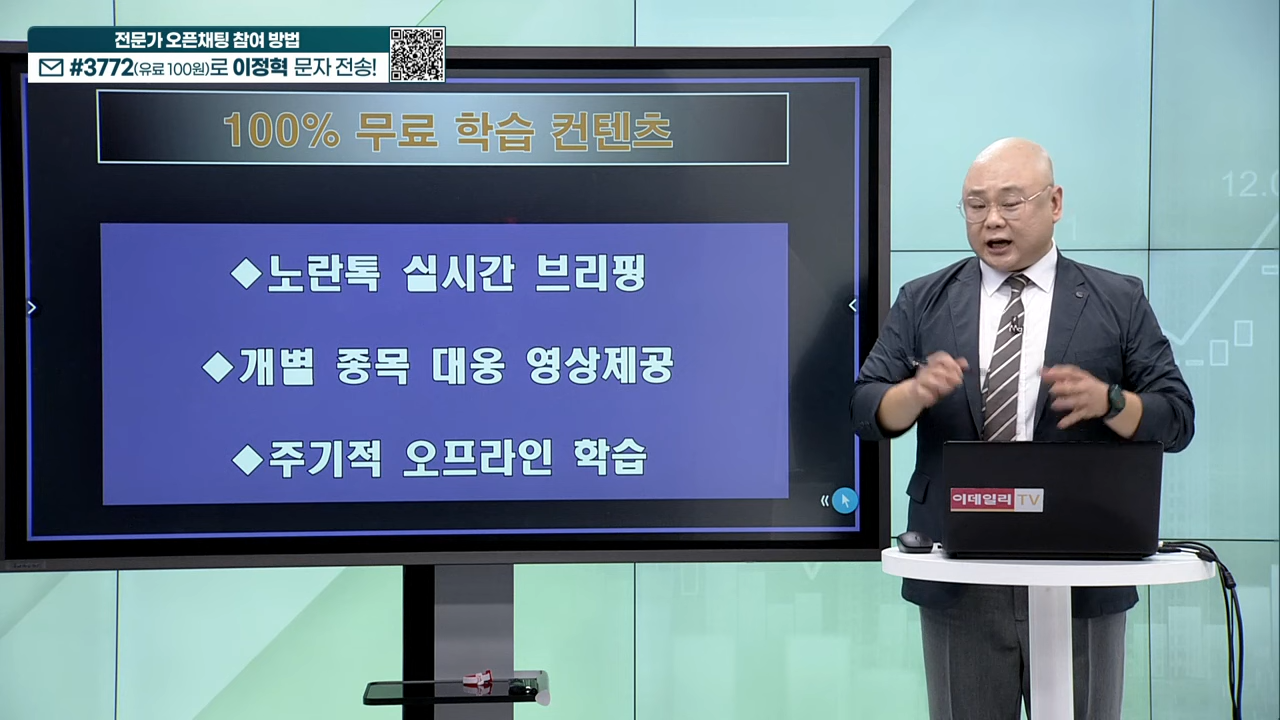 전문가 오픈채팅 참여 방법
#3772(유료 100원)로 이정혁 문자 전송!
100% 무료 학습 컨텐츠
◆노란톡 실시간 브리핑
◆개별 종목 대응 영상제공
◆주기적 오프라인 학습
이데일리 TV
12.0